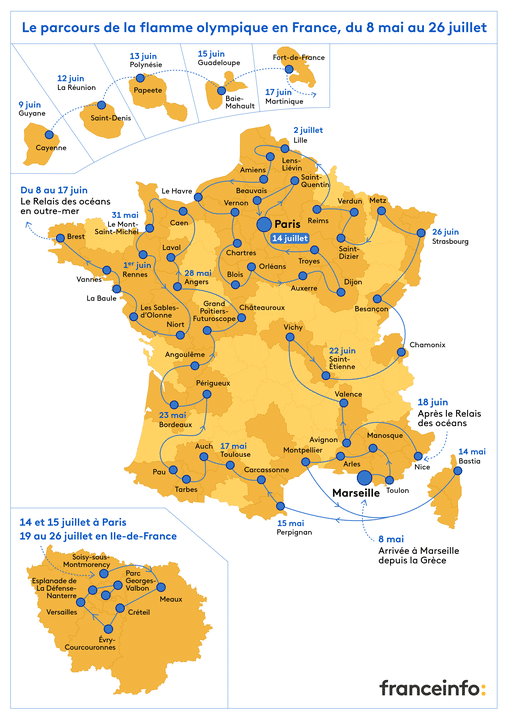 Le parcours de la flamme olympique en France, du 8 mai au 26 juillet
9 juin
Guyane
Cayenne
12 juin
La Réunion
Saint-Denis
13 juin
Polynésie
Papeete
15 juin
Guadeloupe
Baie-
Mahault
Fort-de-France
17 juin
Martinique
Du 8 au 17 juin
Le Relais des océans
en outre-mer
2 juillet
Lille
Lens-
Liévin
Amiens
Saint-
Quentin
Beauvais
Le Havre
Vernon
Reims
Verdun
Metz
31 mai
Le Mont-
Saint-Michel
Caen
Paris
14 juillet
26 juin
Strasbourg
Brest
Laval
Chartres
Troyes
Saint-
Dizier
1er juin
Rennes
28 mai
Angers
Blois
Orléans
Auxerre
Dijon
Vannes
La Baule
Besançon
Les Sables-
d'Olonne
Niort
Grand
Poitiers-
Futuroscope
Châteauroux
Vichy
Chamonix
Angoulême
22 juin
Saint-
Étienne
Périgueux
23 mai
Bordeaux
Valence
18 juin
Après le Relais
des océans
Auch
17 mai
Toulouse
Montpellier
Avignon
Manosque
14 mai
Bastia
Pau
Tarbes
Carcassonne
Arles
Nice
Marseille
Toulon
15 mai
Perpignan
8 mai
Arrivée à Marseille
depuis la Grèce
14 et 15 juillet à Paris
19 au 26 juillet en Ile-de-France
Soisy-sous-
Montmorency
Parc
Georges-
Valbon
Esplanade de
La Défense-
Nanterre
Meaux
Versailles
Créteil
Évry-
Courcouronnes
franceinfo: